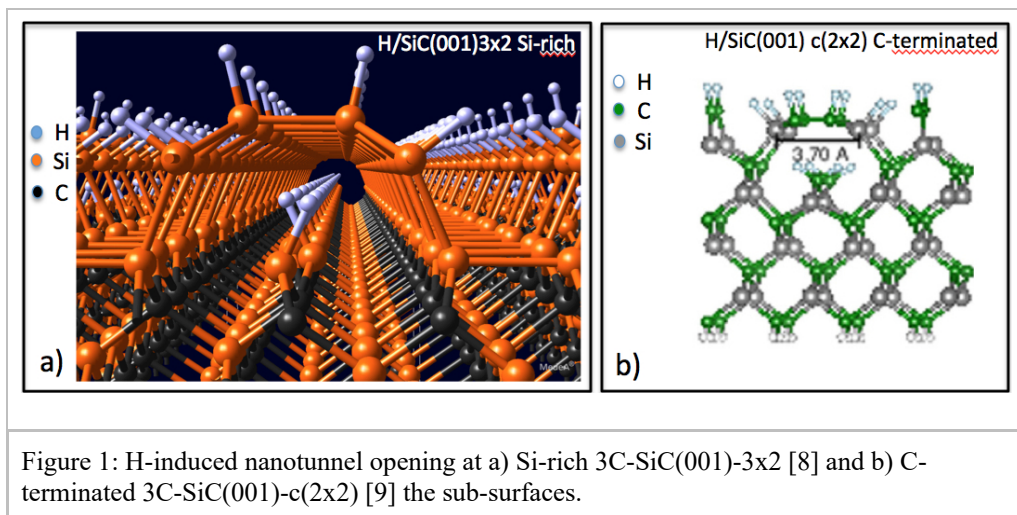 H/SiC(001)3x2 Si-rich
H
Si
C
a)
MedeA®
H/SiC(001) c(2x2) C-terminated
H
C
Si
3.70 A
b)
Figure 1: H-induced nanotunnel opening at a) Si-rich 3C-SiC(001)-3x2 [8] and b) C-
terminated 3C-SiC(001)-c(2x2) [9] the sub-surfaces.